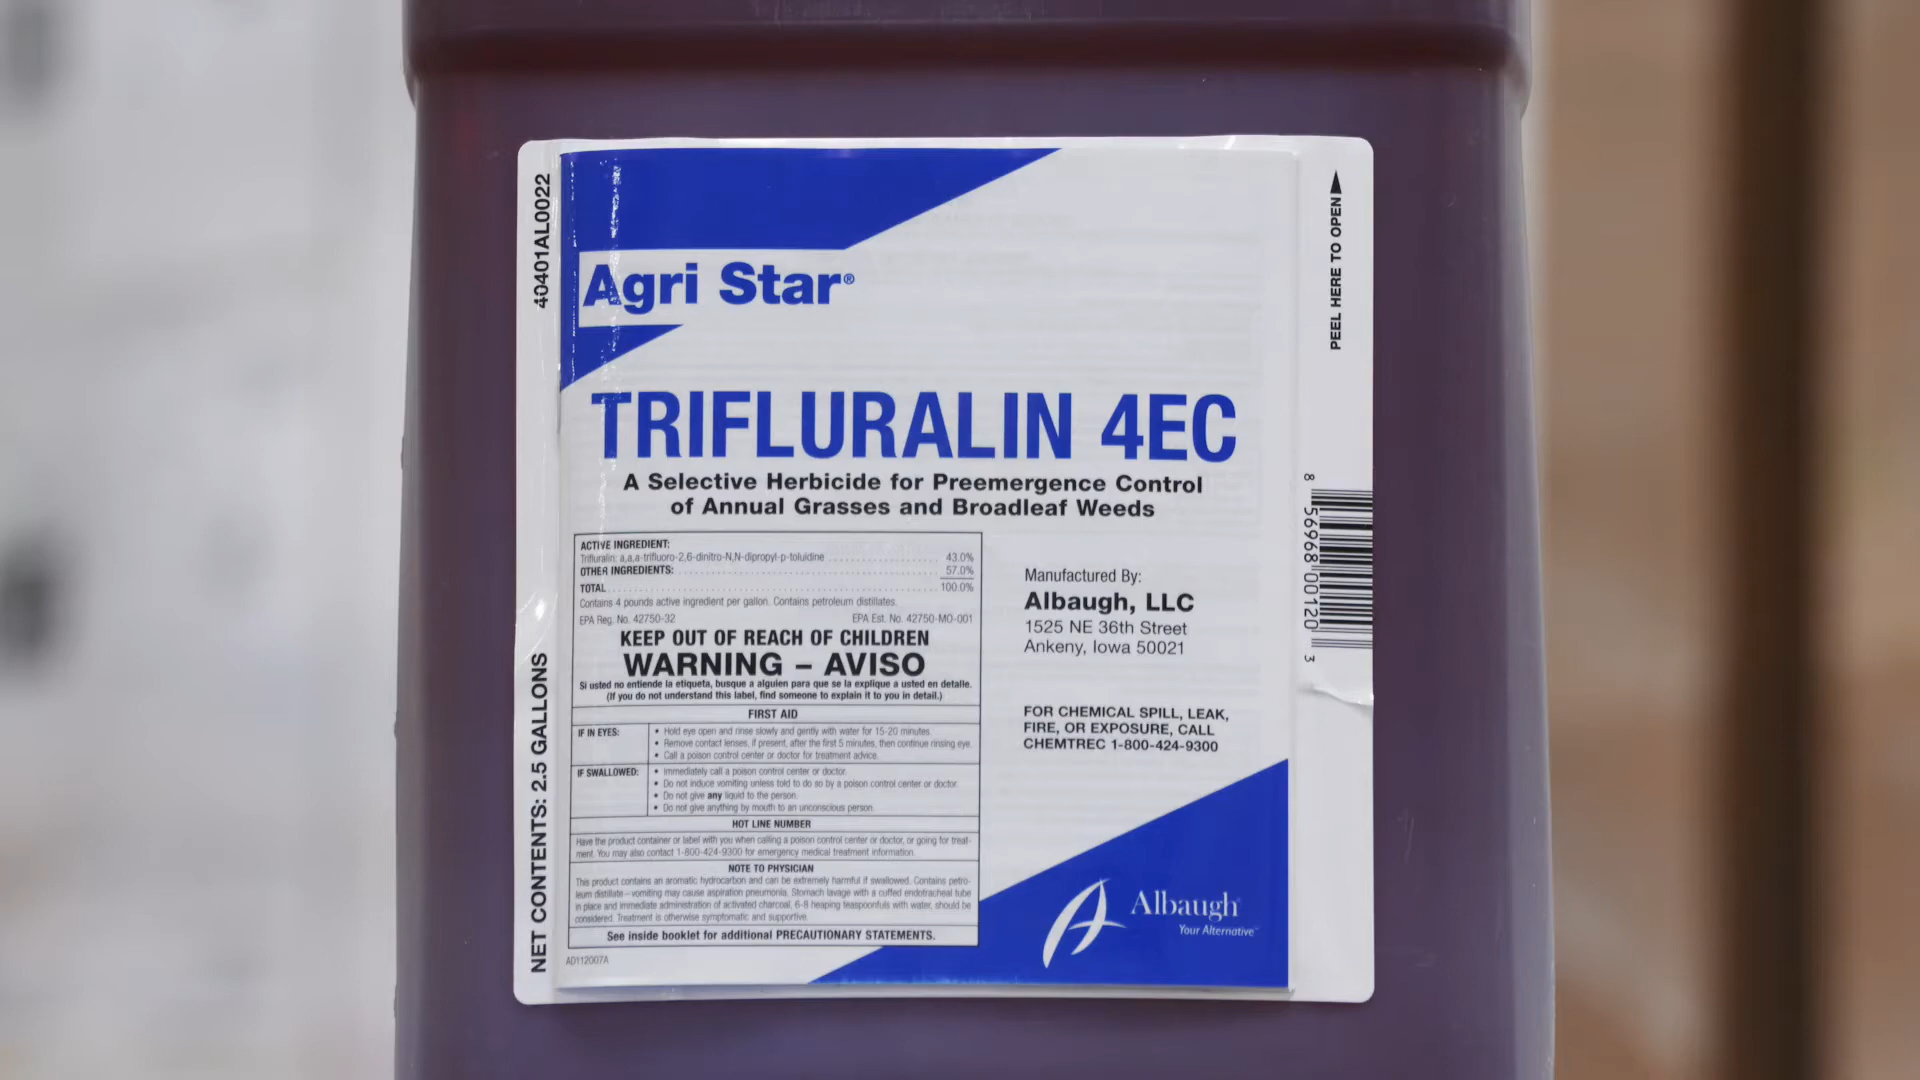 40401AL0022
PEEL HERE TO OPEN
Agri Star®
TRIFLURALIN 4EC
A Selective Herbicide for Preemergence Control
of Annual Grasses and Broadleaf Weeds
ACTIVE INGREDIENT:
Trifluralin: a,a,a-trifluoro-2,6-dinitro-N,N-dipropyl-p-toluidine 43.0%
OTHER INGREDIENTS: 57.0%
TOTAL 100.0%
Contains 4 pounds active ingredient per gallon. Contains petroleum distillates.
EPA Reg. No. 42750-32 EPA Est. No. 42750-MO-001
KEEP OUT OF REACH OF CHILDREN
WARNING – AVISO
Si usted no entiende la etiqueta, busque a alguien para que se la explique a usted en detalle.
(If you do not understand this label, find someone to explain it to you in detail.)
FIRST AID
IF IN EYES:
• Hold eye open and rinse slowly and gently with water for 15-20 minutes.
• Remove contact lenses, if present, after the first 5 minutes, then continue rinsing eye.
• Call a poison control center or doctor for treatment advice.
IF SWALLOWED:
• Immediately call a poison control center or doctor.
• Do not induce vomiting unless told to do so by a poison control center or doctor.
• Do not give any liquid to the person.
• Do not give anything by mouth to an unconscious person.
HOT LINE NUMBER
Have the product container or label with you when calling a poison control center or doctor, or going for treat-
ment. You may also contact 1-800-424-9300 for emergency medical treatment information.
NOTE TO PHYSICIAN
This product contains an aromatic hydrocarbon and can be extremely harmful if swallowed. Contains petro-
leum distillate – vomiting may cause aspiration pneumonia. Stomach lavage with a cuffed endotracheal tube
in place and immediate administration of activated charcoal, 6-8 heaping teaspoonfuls with water, should be
considered. Treatment is otherwise symptomatic and supportive.
See inside booklet for additional PRECAUTIONARY STATEMENTS.
AD112007A
NET CONTENTS: 2.5 GALLONS
Manufactured By:
Albaugh, LLC
1525 NE 36th Street
Ankeny, Iowa 50021
FOR CHEMICAL SPILL, LEAK,
FIRE, OR EXPOSURE, CALL
CHEMTREC 1-800-424-9300
8 56968 00120 3
Albaugh®
Your Alternative™